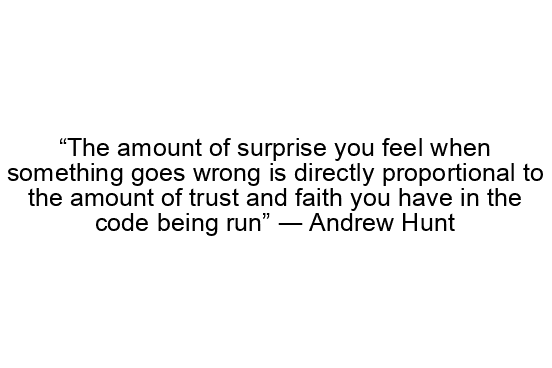 “The amount of surprise you feel when
something goes wrong is directly proportional to
the amount of trust and faith you have in the
code being run” — Andrew Hunt